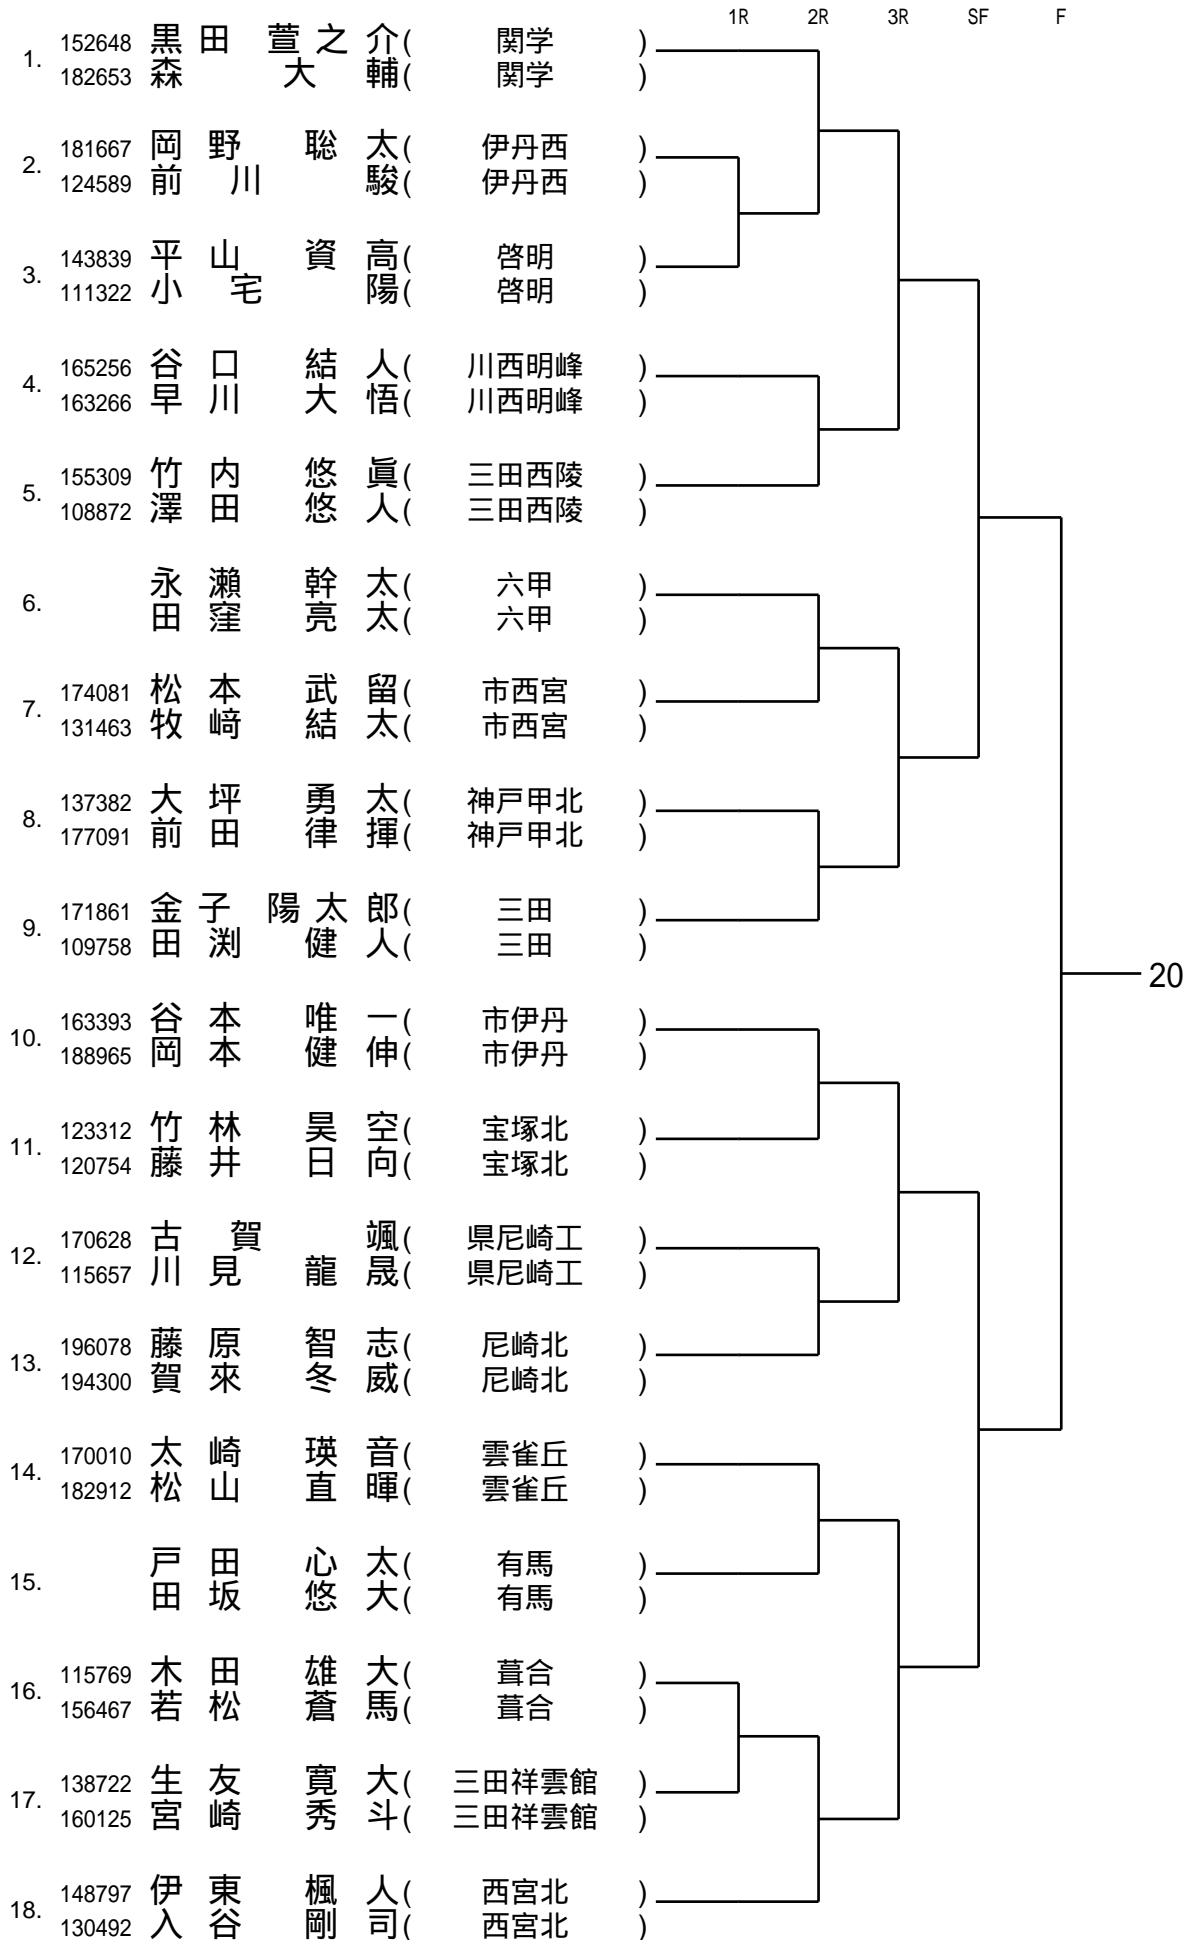 1R 2R 3R SF F
1. 152648 黒田 萱之介( 関学 )
182653 森 大輔( 関学 )
2. 181667 岡野 聡太( 伊丹西 )
124589 前川 駿( 伊丹西 )
3. 143839 平山 資高( 啓明 )
111322 小宅 陽( 啓明 )
4. 165256 谷口 結人( 川西明峰 )
163266 早川 大悟( 川西明峰 )
5. 155309 竹内 悠眞( 三田西陵 )
108872 澤田 悠人( 三田西陵 )
6. 永瀬 幹太( 六甲 )
田窪 亮太( 六甲 )
7. 174081 松本 武留( 市西宮 )
131463 牧﨑 結太( 市西宮 )
8. 137382 大坪 勇太( 神戸甲北 )
177091 前田 律揮( 神戸甲北 )
9. 171861 金子 陽太郎( 三田 )
109758 田渕 健人( 三田 )
20
10. 163393 谷本 唯一( 市伊丹 )
188965 岡本 健伸( 市伊丹 )
11. 123312 竹林 昊空( 宝塚北 )
120754 藤井 日向( 宝塚北 )
12. 170628 古賀 颯( 県尼崎工 )
115657 川見 龍晟( 県尼崎工 )
13. 196078 藤原 智志( 尼崎北 )
194300 賀來 冬威( 尼崎北 )
14. 170010 太崎 瑛音( 雲雀丘 )
182912 松山 直暉( 雲雀丘 )
15. 戸田 心太( 有馬 )
田坂 悠大( 有馬 )
16. 115769 木田 雄大( 葺合 )
156467 若松 蒼馬( 葺合 )
17. 138722 生友 寛大( 三田祥雲館 )
160125 宮崎 秀斗( 三田祥雲館 )
18. 148797 伊東 楓人( 西宮北 )
130492 入谷 剛司( 西宮北 )